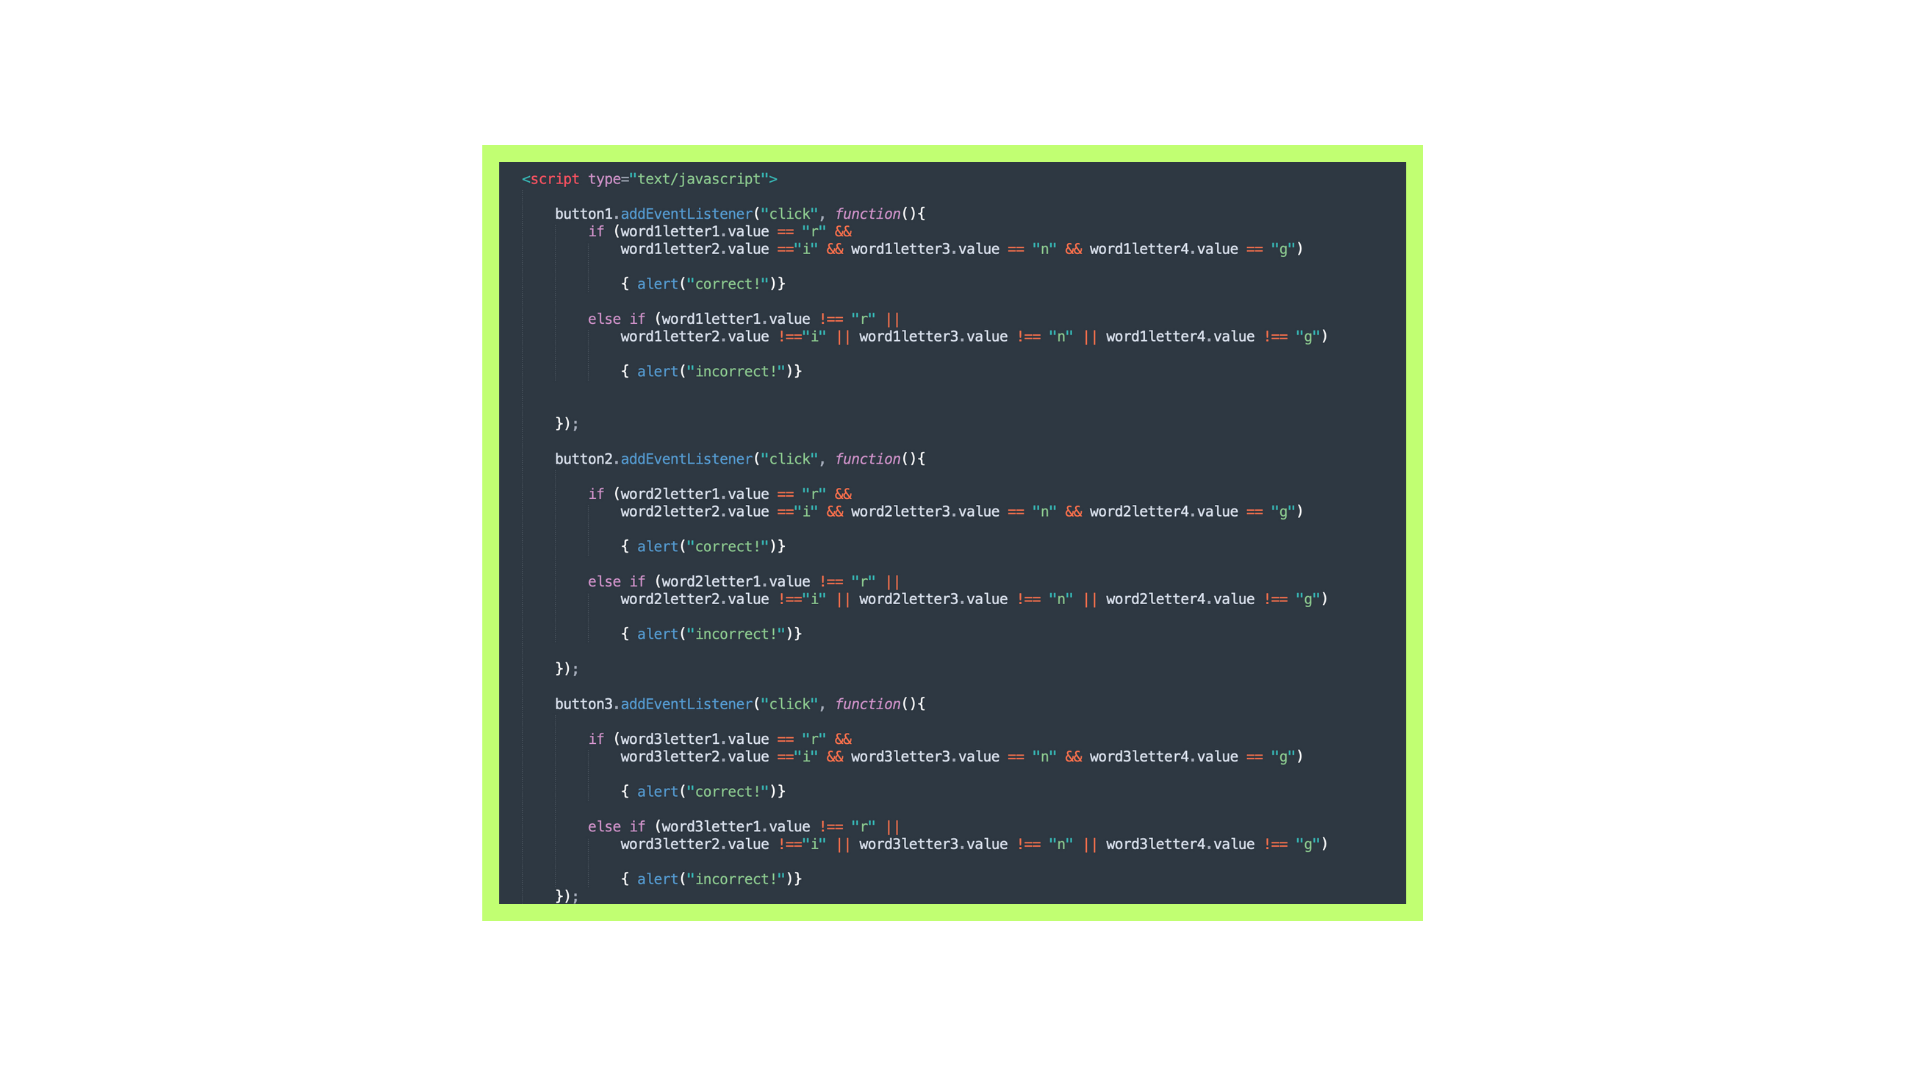 <script type="text/javascript">
button1.addEventListener("click", function(){
if (word1letter1.value == "r" &&
word1letter2.value =="i" && word1letter3.value == "n" && word1letter4.value == "g")
{ alert("correct!")}
else if (word1letter1.value !== "r" ||
word1letter2.value !=="i" || word1letter3.value !== "n" || word1letter4.value !== "g")
{ alert("incorrect!")}
});
button2.addEventListener("click", function(){
if (word2letter1.value == "r" &&
word2letter2.value =="i" && word2letter3.value == "n" && word2letter4.value == "g")
{ alert("correct!")}
else if (word2letter1.value !== "r" ||
word2letter2.value !=="i" || word2letter3.value !== "n" || word2letter4.value !== "g")
{ alert("incorrect!")}
});
button3.addEventListener("click", function(){
if (word3letter1.value == "r" &&
word3letter2.value =="i" && word3letter3.value == "n" && word3letter4.value == "g")
{ alert("correct!")}
else if (word3letter1.value !== "r" ||
word3letter2.value !=="i" || word3letter3.value !== "n" || word3letter4.value !== "g")
{ alert("incorrect!")}
});